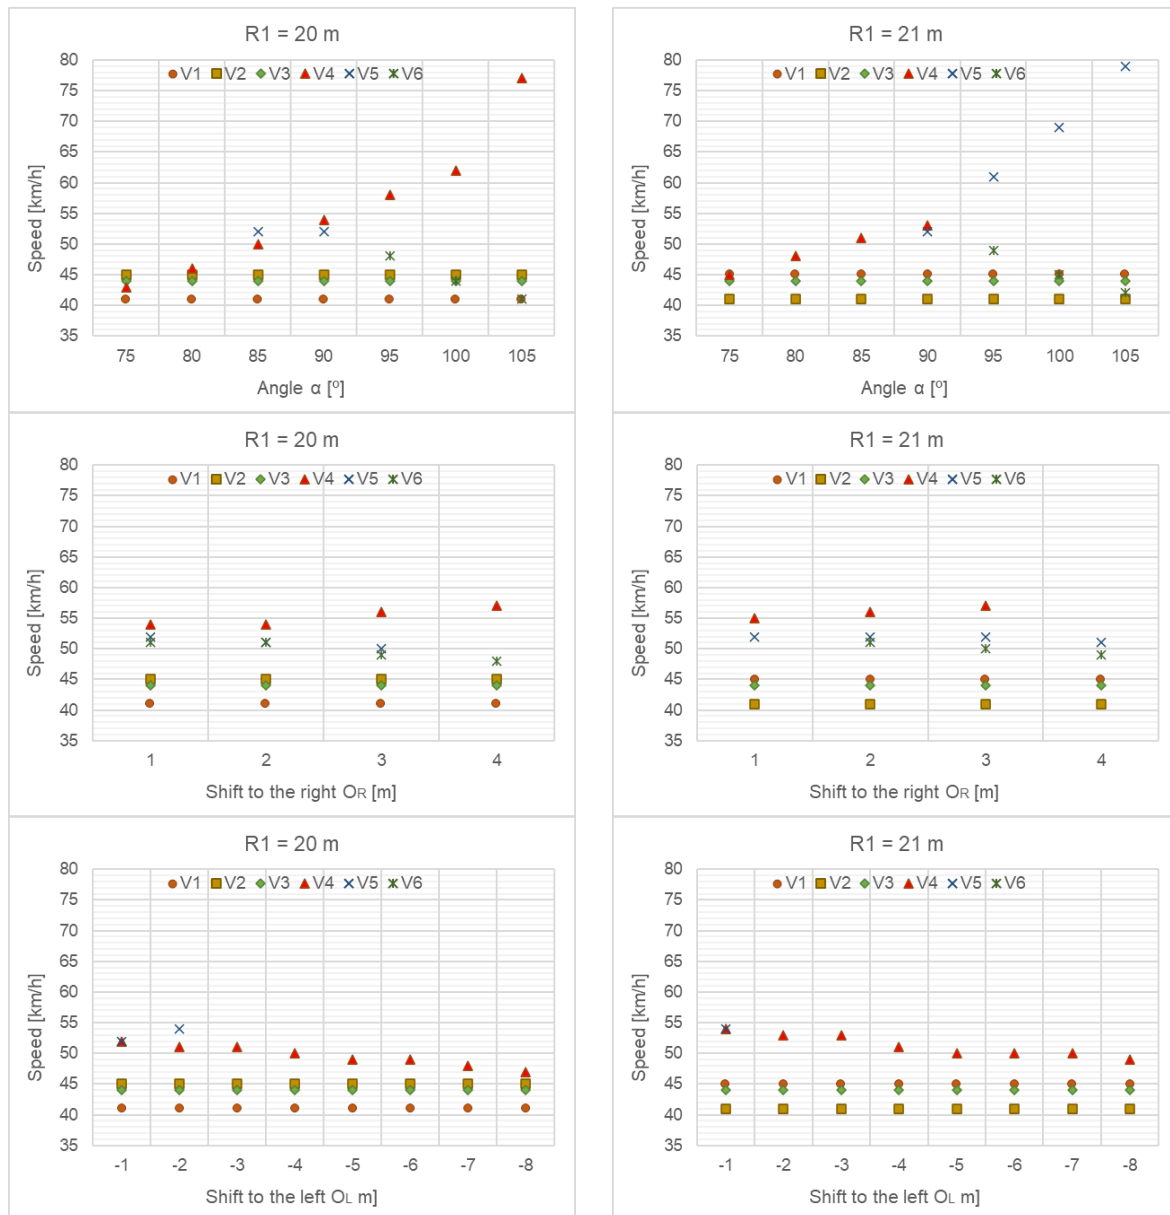 R1 = 20 m
80
V1 V2 V3 V4 V5 V6
75
70
65
60
55
50
45
40
35
Speed [km/h]
75 80 85 90 95 100 105
Angle α [º]
R1 = 21 m
80
V1 V2 V3 V4 V5 V6
75
70
65
60
55
50
45
40
35
Speed [km/h]
75 80 85 90 95 100 105
Angle α [º]
R1 = 20 m
80
V1 V2 V3 V4 V5 V6
75
70
65
60
55
50
45
40
35
Speed [km/h]
1 2 3 4
Shift to the right OR [m]
R1 = 21 m
80
V1 V2 V3 V4 V5 V6
75
70
65
60
55
50
45
40
35
Speed [km/h]
1 2 3 4
Shift to the right OR [m]
R1 = 20 m
80
V1 V2 V3 V4 V5 V6
75
70
65
60
55
50
45
40
35
Speed [km/h]
-1 -2 -3 -4 -5 -6 -7 -8
Shift to the left OL m]
R1 = 21 m
80
V1 V2 V3 V4 V5 V6
75
70
65
60
55
50
45
40
35
Speed [km/h]
-1 -2 -3 -4 -5 -6 -7 -8
Shift to the left OL m]